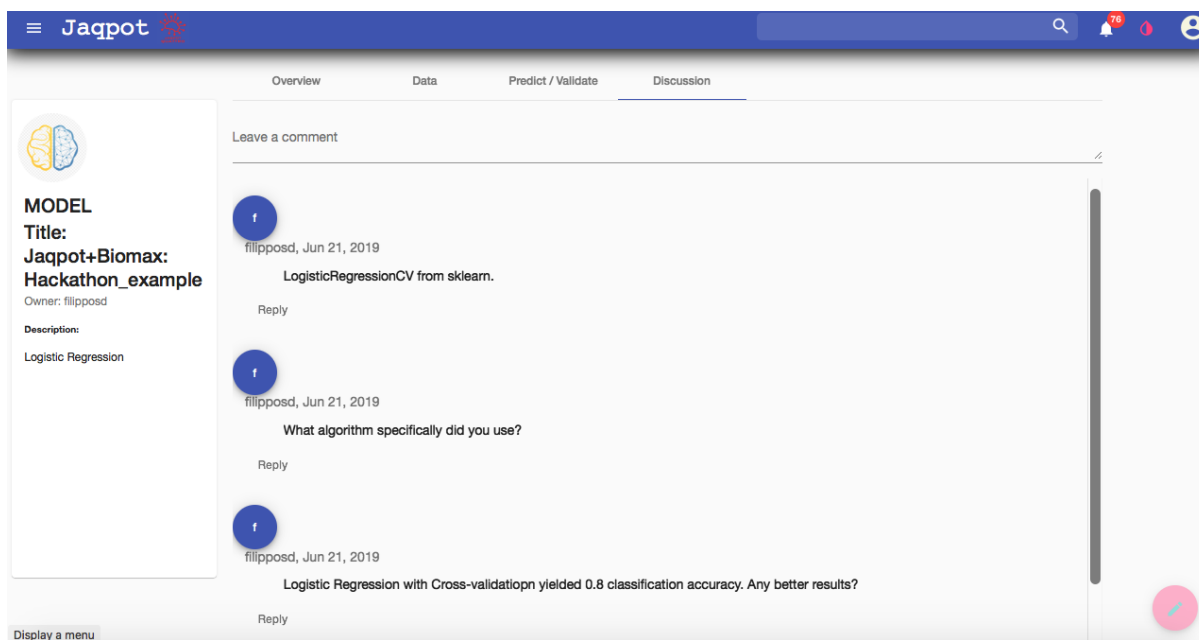 Jaqpot
76
Overview Data Predict / Validate Discussion
Leave a comment
MODEL
Title:
Jaqpot+Biomax:
Hackathon_example
Owner: filipposd
Description:
Logistic Regression
f
filipposd, Jun 21, 2019
LogisticRegressionCV from sklearn.
Reply
f
filipposd, Jun 21, 2019
What algorithm specifically did you use?
Reply
f
filipposd, Jun 21, 2019
Logistic Regression with Cross-validatiopn yielded 0.8 classification accuracy. Any better results?
Reply
Display a menu